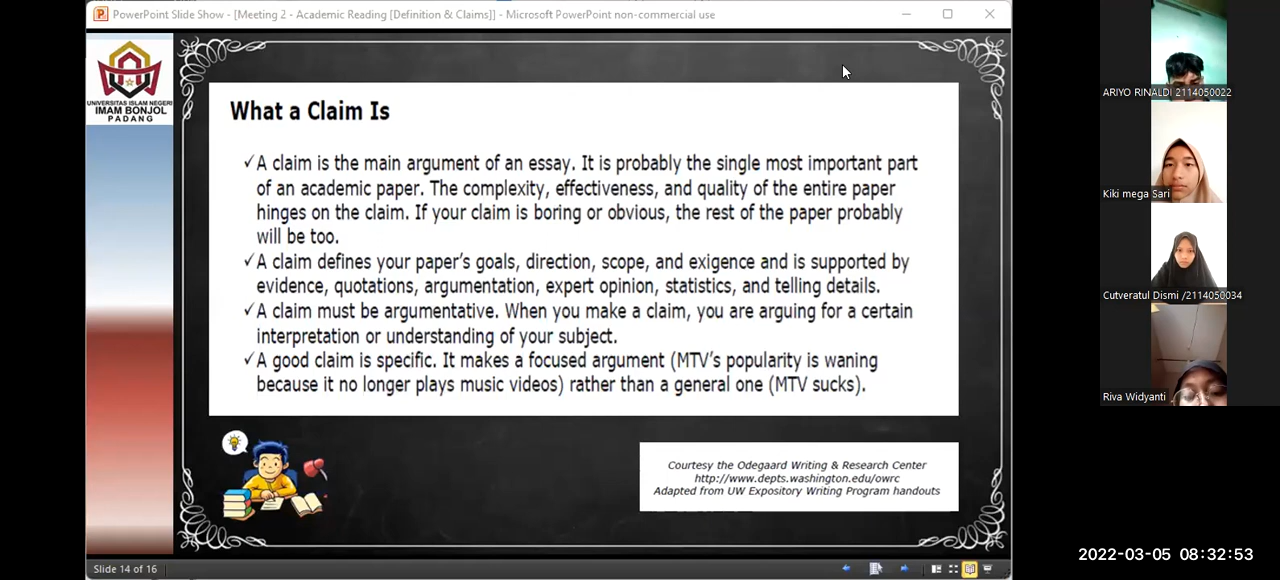 PowerPoint Slide Show - [Meeting 2 - Academic Reading [Definition & Claims]] - Microsoft PowerPoint non-commercial use
UNIVERSITAS ISLAM NEGERI
IMAM BONJOL
PADANG
What a Claim Is
✓A claim is the main argument of an essay. It is probably the single most important part
of an academic paper. The complexity, effectiveness, and quality of the entire paper
hinges on the claim. If your claim is boring or obvious, the rest of the paper probably
will be too.
✓A claim defines your paper's goals, direction, scope, and exigence and is supported by
evidence, quotations, argumentation, expert opinion, statistics, and telling details.
✓A claim must be argumentative. When you make a claim, you are arguing for a certain
interpretation or understanding of your subject.
✓A good claim is specific. It makes a focused argument (MTV's popularity is waning
because it no longer plays music videos) rather than a general one (MTV sucks).
Courtesy the Odegaard Writing & Research Center
http://www.depts.washington.edu/owrc
Adapted from UW Expository Writing Program handouts
Slide 14 of 16
ARIYO RINALDI 2114050022
Kiki mega Sari
Cutveratul Dismi /2114050034
Riva Widyanti
2022-03-05 08:32:53